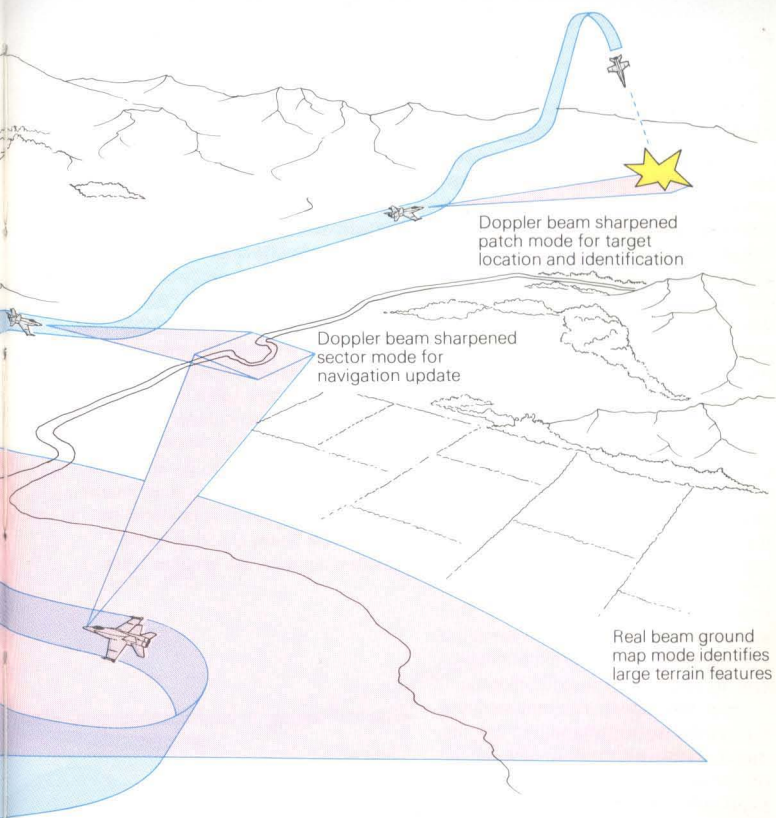 Doppler beam sharpened
patch mode for target
location and identification
Doppler beam sharpened
sector mode for
navigation update
Real beam ground
map mode identifies
large terrain features